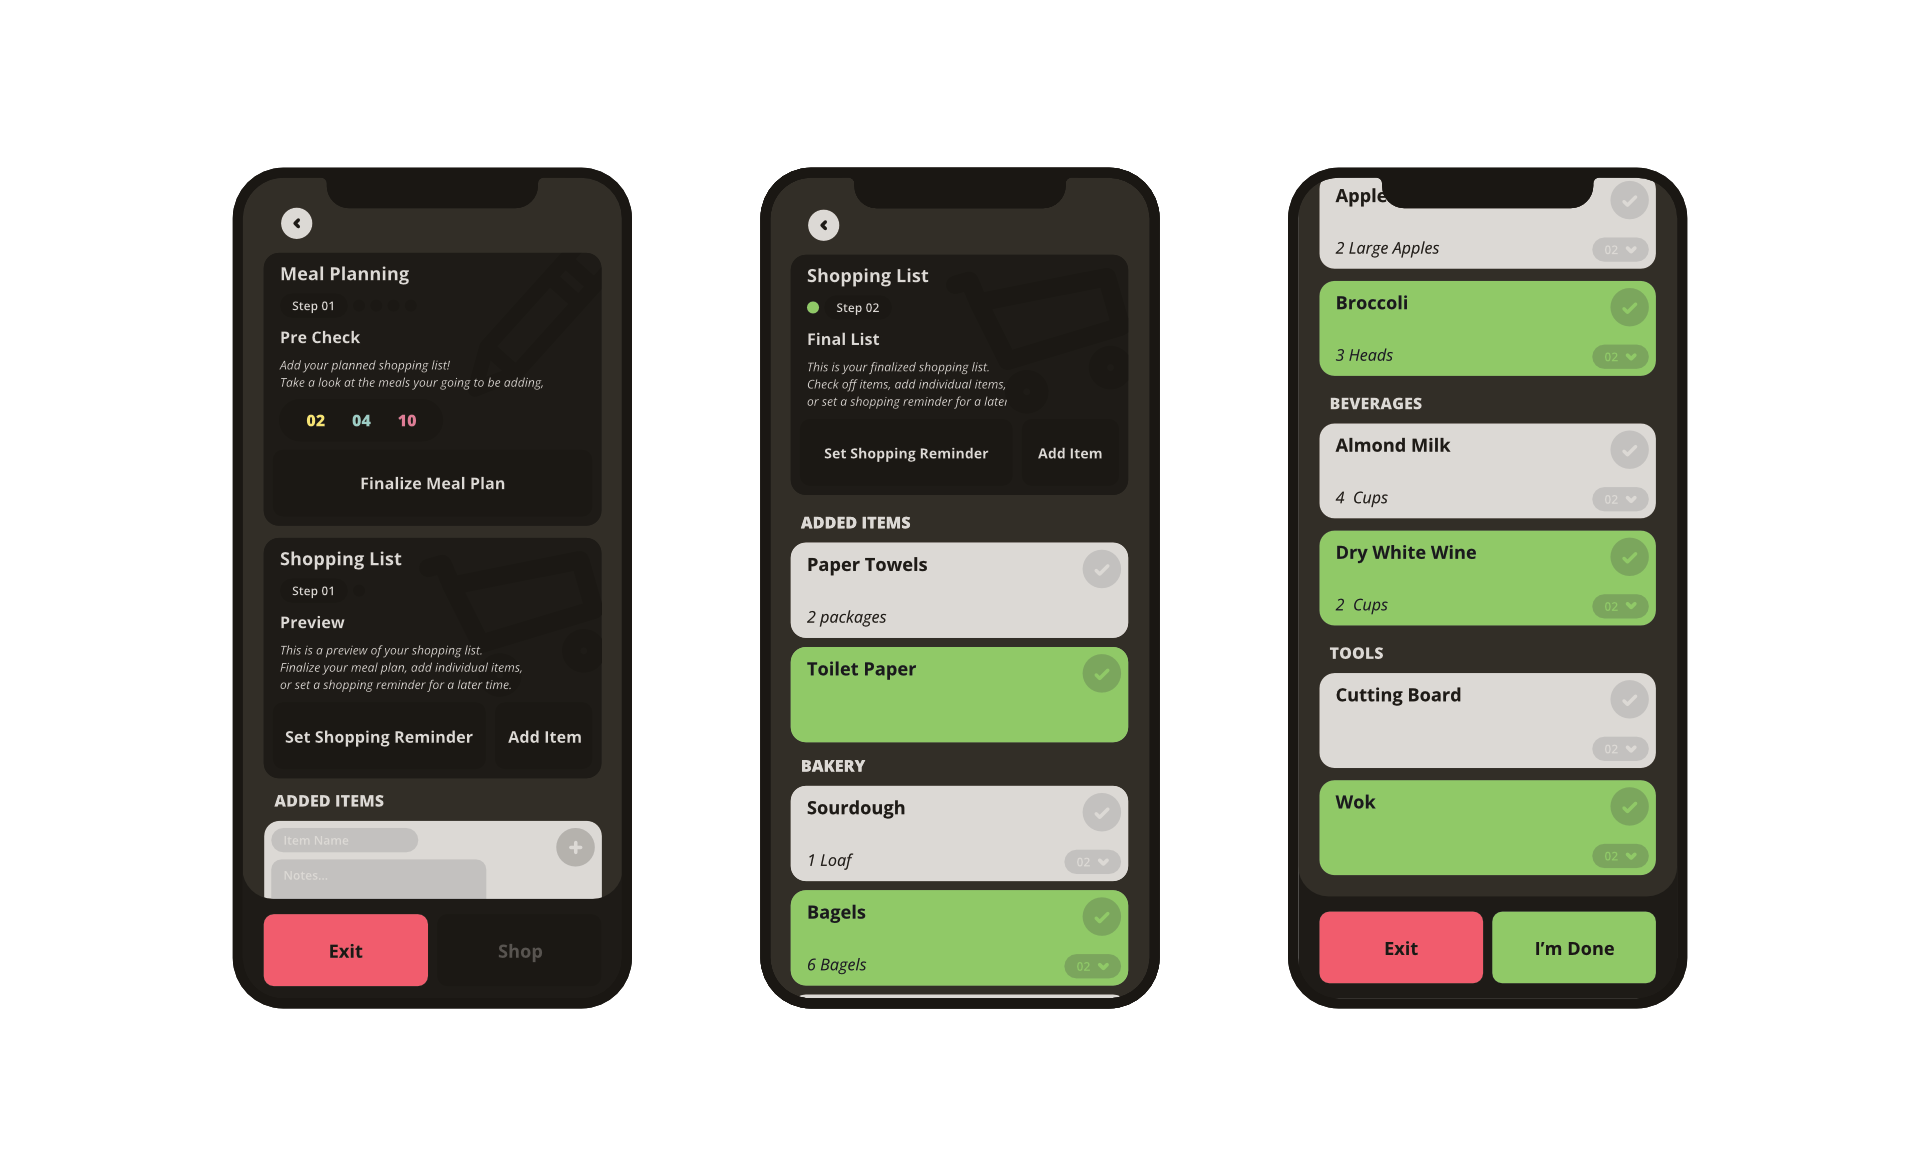 Meal Planning
Step 01
Pre Check
Add your planned shopping list!
Take a look at the meals your going to be adding,
02 04 10
Finalize Meal Plan
Shopping List
Step 01
Preview
This is a preview of your shopping list.
Finalize your meal plan, add individual items,
or set a shopping reminder for a later time.
Set Shopping Reminder
Add Item
ADDED ITEMS
Item Name
Notes...
Exit
Shop
Shopping List
Step 02
Final List
This is your finalized shopping list.
Check off items, add individual items,
or set a shopping reminder for a later
Set Shopping Reminder
Add Item
ADDED ITEMS
Paper Towels
2 packages
Toilet Paper
BAKERY
Sourdough
1 Loaf
02
Bagels
6 Bagels
02
Apple
2 Large Apples
02
Broccoli
3 Heads
02
BEVERAGES
Almond Milk
4 Cups
02
Dry White Wine
2 Cups
02
TOOLS
Cutting Board
02
Wok
02
Exit
I'm Done